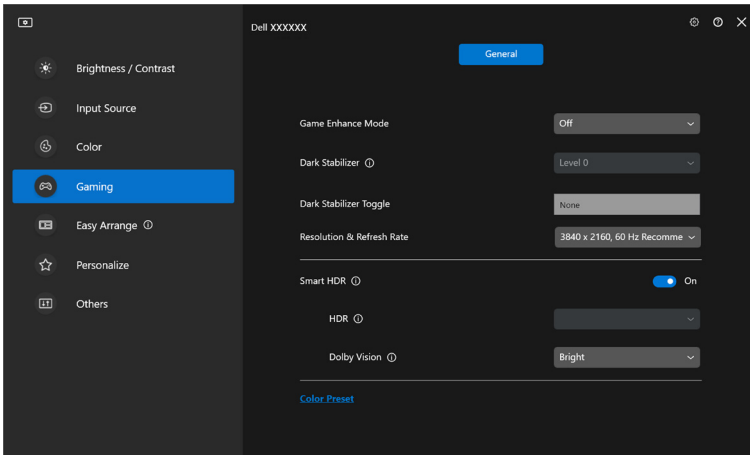 Dell XXXXXX
General
Brightness / Contrast
Input Source
Color
Gaming
Easy Arrange
Personalize
Others
Game Enhance Mode
Off
Dark Stabilizer
Level 0
Dark Stabilizer Toggle
None
Resolution & Refresh Rate
3840 x 2160, 60 Hz Recomme
Smart HDR
On
HDR
Dolby Vision
Bright
Color Preset